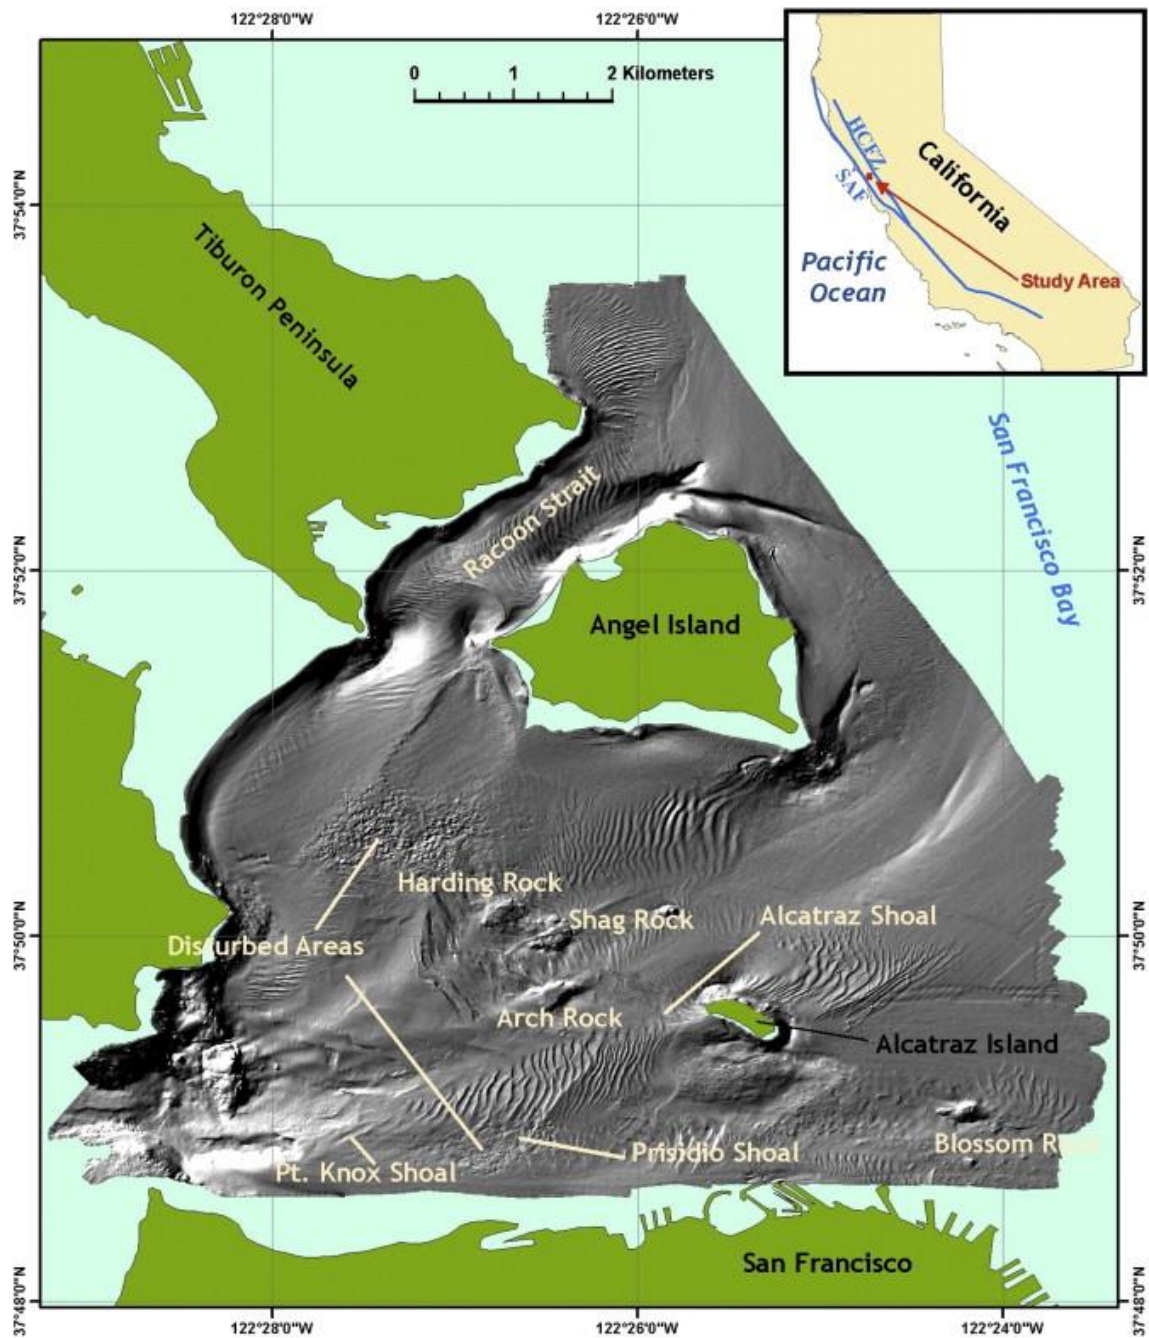 122°28'0"W
122°26'0"W
0 1 2 Kilometers
37°54'0"N
Tiburon Peninsula
HCFZ
SAF
California
Pacific
Ocean
Study Area
San Francisco Bay
Racoon Strait
37°52'0"N
37°52'0"N
Angel Island
Harding Rock
Shag Rock
Alcatraz Shoal
Disturbed Areas
37°50'0"N
37°50'0"N
Arch Rock
Alcatraz Island
Pt. Knox Shoal
Prisidio Shoal
Blossom
San Francisco
37°48'0"N
37°48'0"N
122°28'0"W
122°26'0"W
122°24'0"W